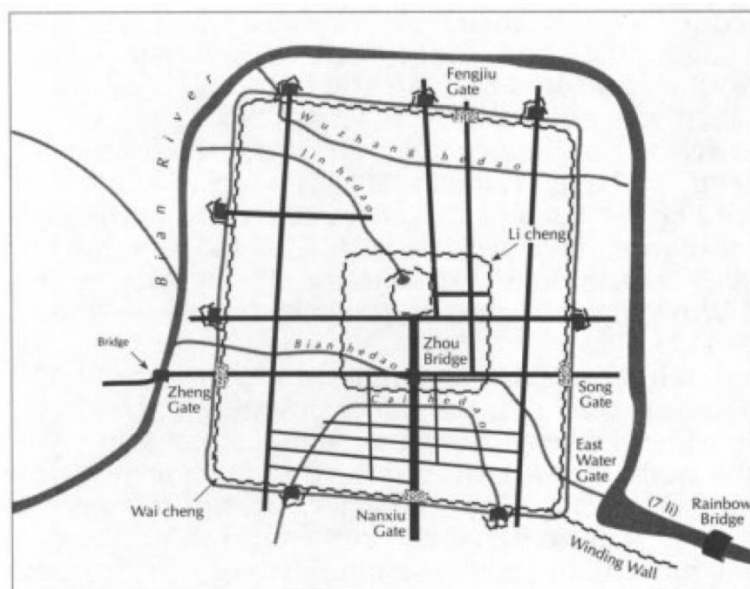 Bian River
Fengjiu
Gate
Wuzhang hedao
Jin hedao
Li cheng
Zhou
Bridge
Bian hedao
Bridge
Zheng
Gate
Song
Gate
Cai hedao
East
Water
Gate
Wai cheng
Nanxiu
Gate
(7 li)
Rainbow
Bridge
Winding Wall